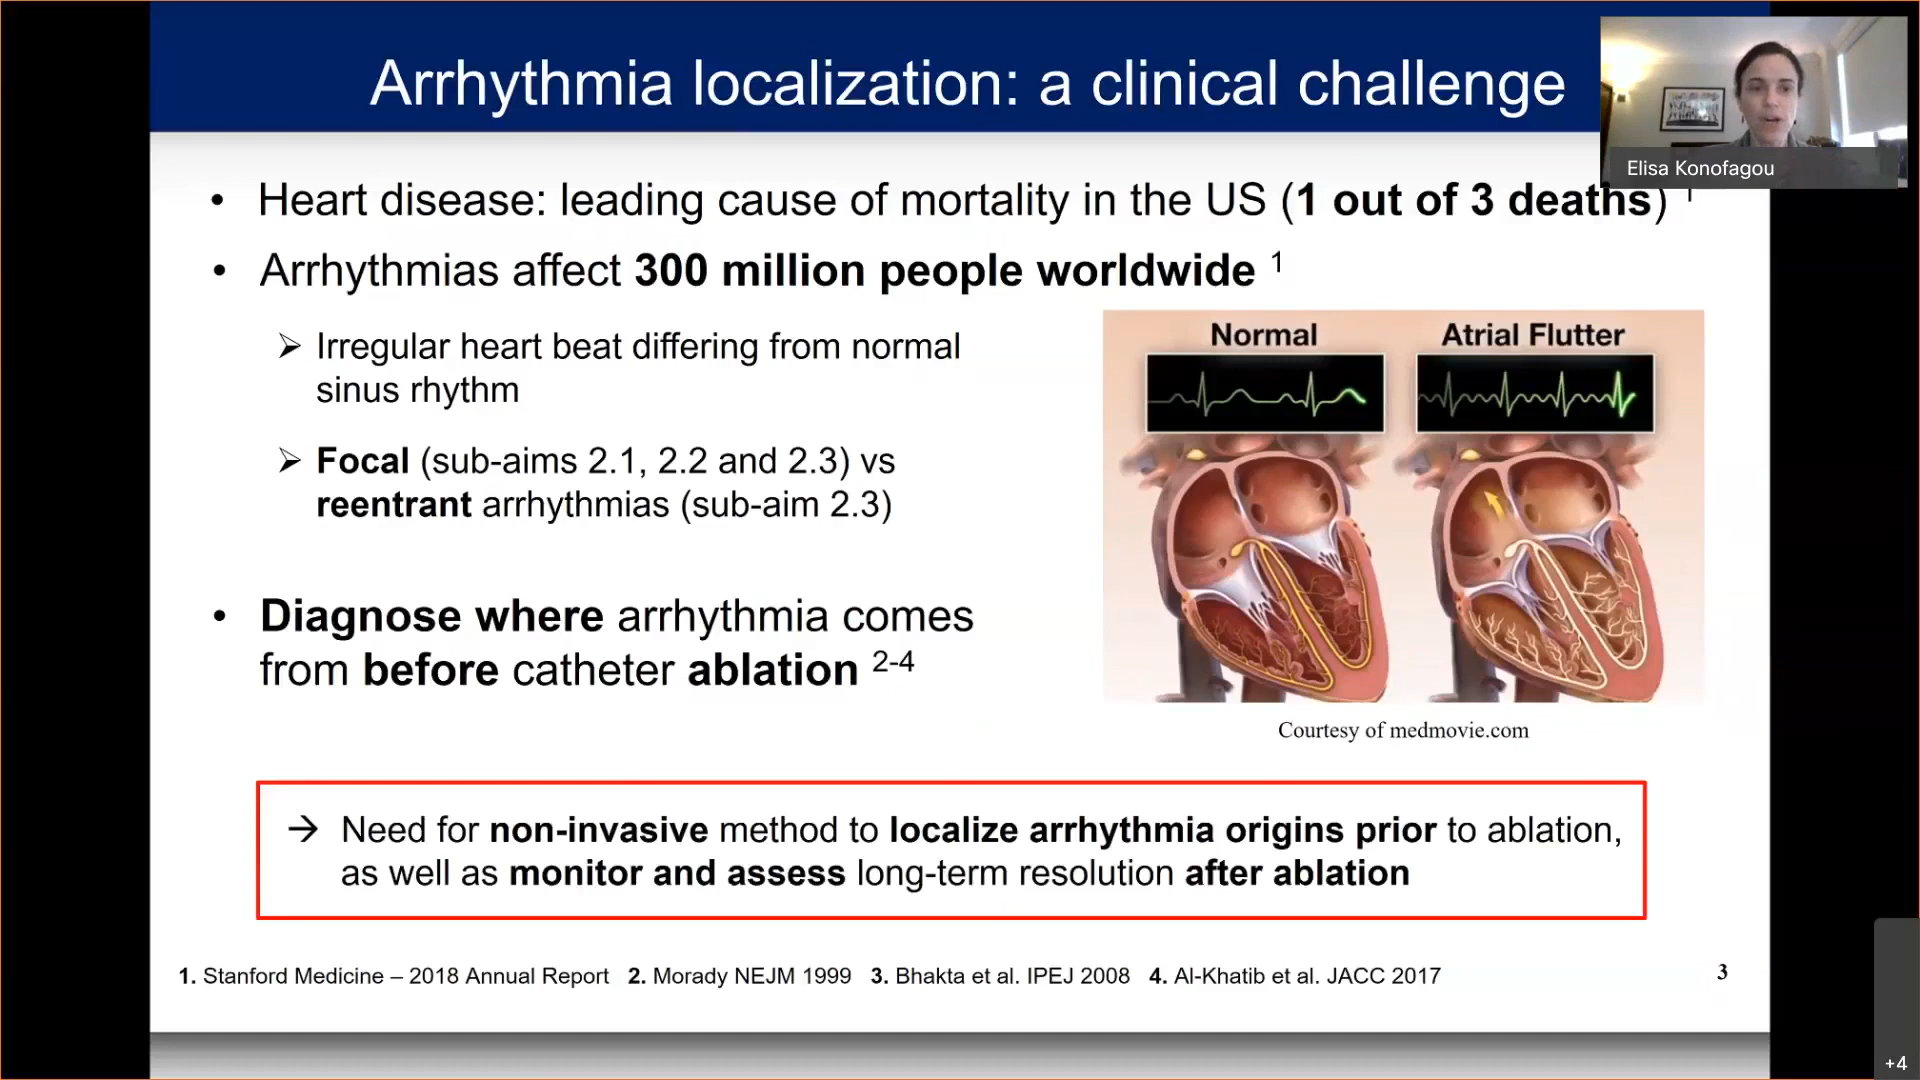 Arrhythmia localization: a clinical challenge
Elisa Konofagou
• Heart disease: leading cause of mortality in the US (1 out of 3 deaths) 1
• Arrhythmias affect 300 million people worldwide 1
➢ Irregular heart beat differing from normal
sinus rhythm
➢ Focal (sub-aims 2.1, 2.2 and 2.3) vs
reentrant arrhythmias (sub-aim 2.3)
Normal
Atrial Flutter
• Diagnose where arrhythmia comes
from before catheter ablation 2-4
Courtesy of medmovie.com
→ Need for non-invasive method to localize arrhythmia origins prior to ablation,
as well as monitor and assess long-term resolution after ablation
1. Stanford Medicine – 2018 Annual Report 2. Morady NEJM 1999 3. Bhakta et al. IPEJ 2008 4. Al-Khatib et al. JACC 2017
3
+4